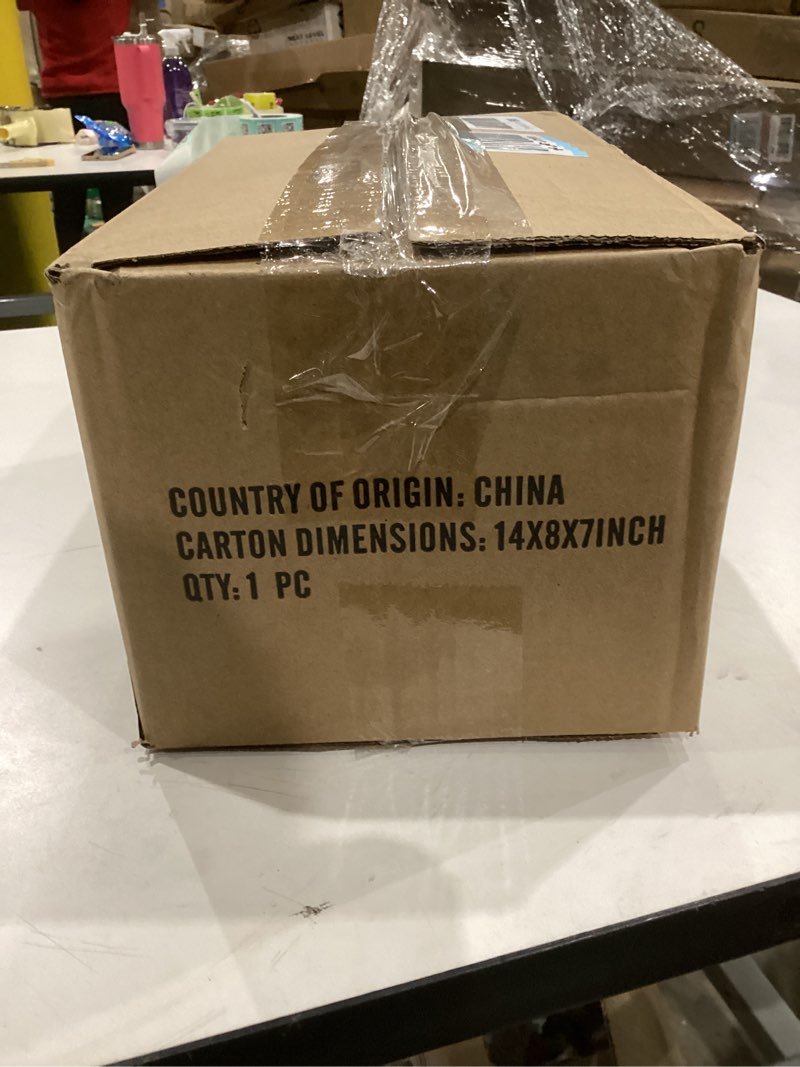 COUNTRY OF ORIGIN: CHINA
CARTON DIMENSIONS: 14X8X7INCH
QTY: 1 PC